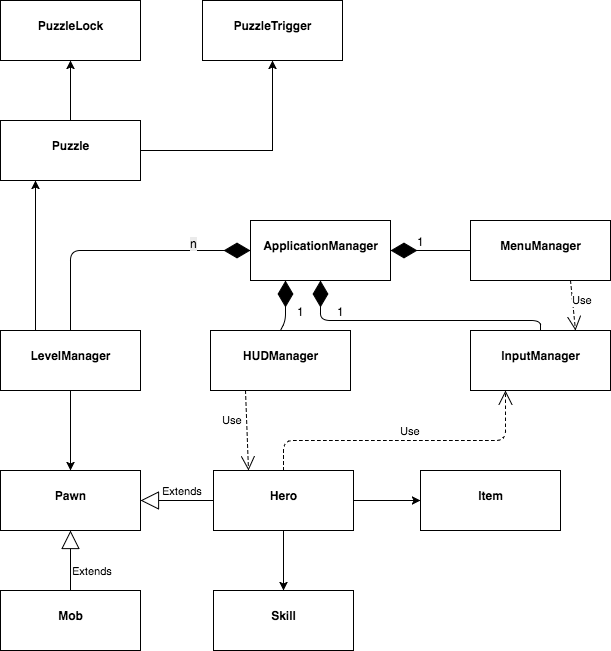 PuzzleLock
PuzzleTrigger
Puzzle
n
ApplicationManager
1
MenuManager
1
1
Use
LevelManager
HUDManager
InputManager
Use
Use
Pawn
Extends
Hero
Item
Extends
Mob
Skill